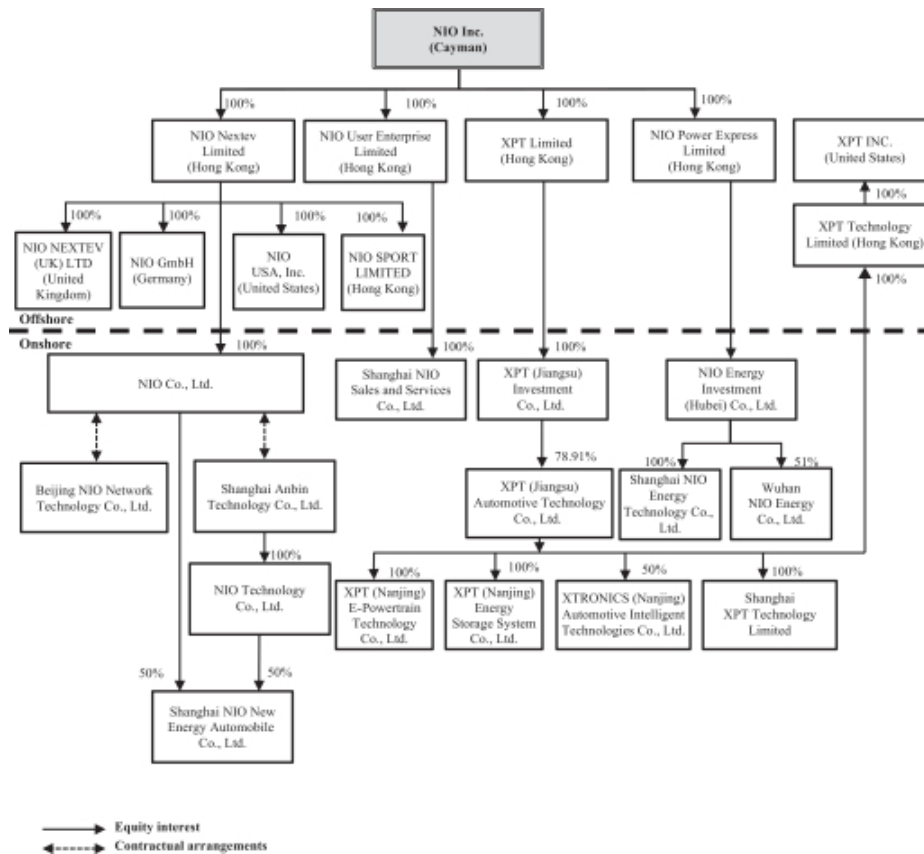 NIO Inc.
(Cayman)
100%
100%
100%
100%
NIO Nextev
Limited
(Hong Kong)
NIO User Enterprise
Limited
(Hong Kong)
XPT Limited
(Hong Kong)
NIO Power Express
Limited
(Hong Kong)
XPT INC.
(United States)
100%
XPT Technology
Limited (Hong Kong)
100%
100%
100%
100%
100%
NIO NEXTEV
(UK) LTD
(United
Kingdom)
NIO GmbH
(Germany)
NIO
USA, Inc.
(United States)
NIO SPORT
LIMITED
(Hong Kong)
Offshore
Onshore
100%
100%
100%
NIO Co., Ltd.
Shanghai NIO
Sales and Services
Co., Ltd.
XPT (Jiangsu)
Investment
Co., Ltd.
NIO Energy
Investment
(Hubei) Co., Ltd.
78.91%
100%
51%
Beijing NIO Network
Technology Co., Ltd.
Shanghai Anbin
Technology Co., Ltd.
XPT (Jiangsu)
Automotive Technology
Co., Ltd.
Shanghai NIO
Energy
Technology Co.,
Ltd.
Wuhan
NIO Energy
Co., Ltd.
100%
100%
100%
50%
100%
NIO Technology
Co., Ltd.
XPT (Nanjing)
E-Powertrain
Technology
Co., Ltd.
XPT (Nanjing)
Energy
Storage System
Co., Ltd.
XTRONICS (Nanjing)
Automotive Intelligent
Technologies Co., Ltd.
Shanghai
XPT Technology
Limited
50%
50%
Shanghai NIO New
Energy Automobile
Co., Ltd.
Equity interest
Contractual arrangements